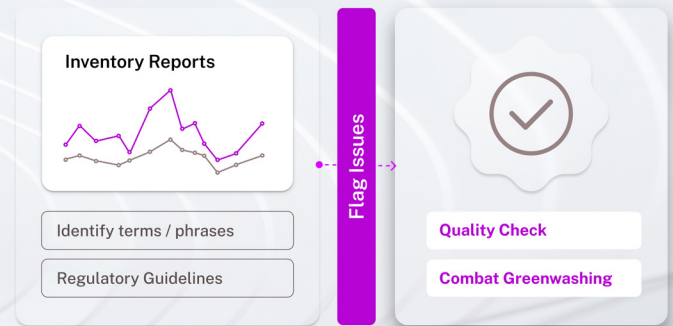 Inventory Reports
Identify terms / phrases
Regulatory Guidelines
Flag Issues
Quality Check
Combat Greenwashing